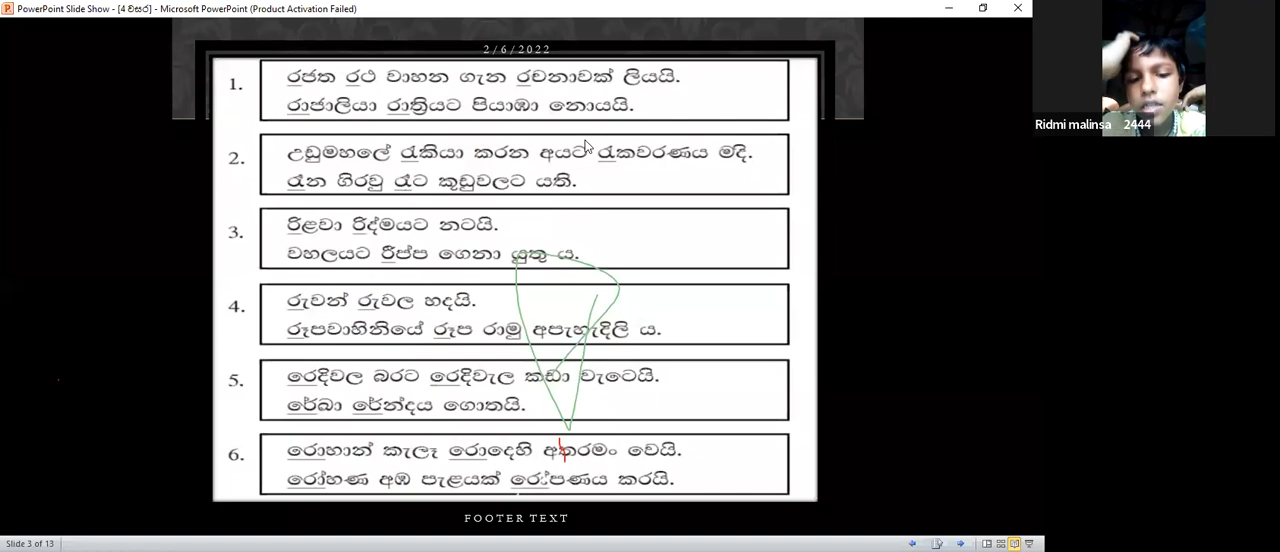 PowerPoint Slide Show - [4 වසර] - Microsoft PowerPoint (Product Activation Failed)
2/6/2022
1. රජත රථ වාහන ගැන රචනාවක් ලියයි.
රාජාලියා රාත්‍රියට පියාඹා නොයයි.
2. උඩුමහලේ රැකියා කරන අයට රැකවරණය මදි.
රෑන ගිරවු රෑට කූඩුවලට යති.
3. රිළවා රිද්මයට නටයි.
වහලයට රීප්ප ගෙනා යුතු ය.
4. රුවන් රුවල හදයි.
රූපවාහිනියේ රූප රාමු අපැහැදිලි ය.
5. රෙදිවල බරට රෙදිවැල කඩා වැටෙයි.
රේඛා රේන්දය ගොතයි.
6. රොහාන් කැලෑ රොදෙහි අතරමං වෙයි.
රෝහණ අඹ පැළයක් රෝපණය කරයි.
FOOTER TEXT
Slide 3 of 13
Ridmi malinsa 2444